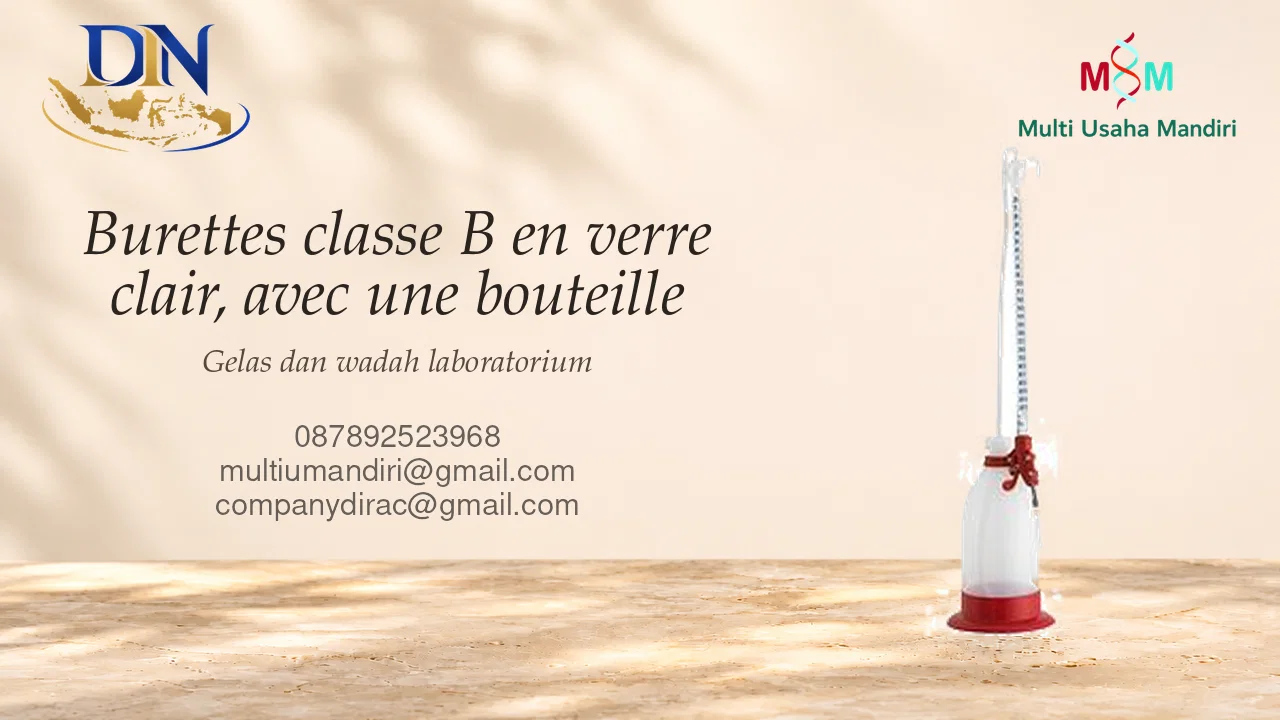 DIN
M M
Multi Usaha Mandiri
Burettes classe B en verre
clair, avec une bouteille
Gelas dan wadah laboratorium
087892523968
multiumandiri@gmail.com
companydirac@gmail.com